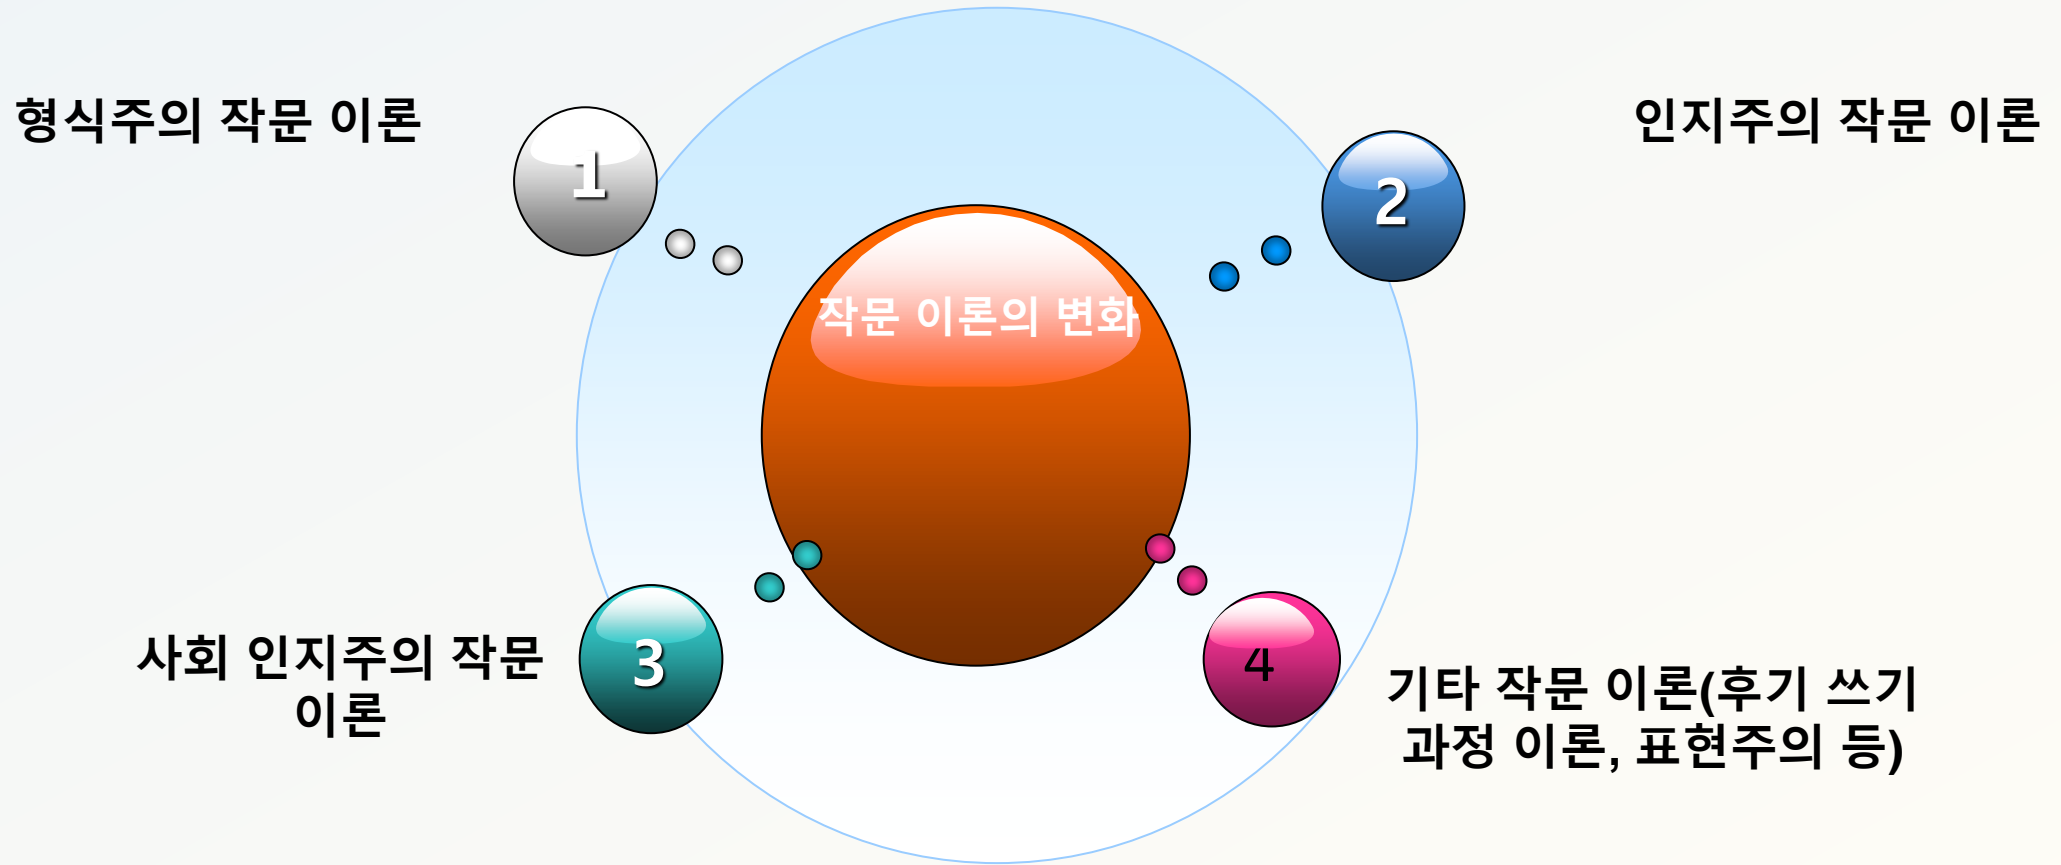 형식주의 작문 이론
1
인지주의 작문 이론
2
작문 이론의 변화
사회 인지주의 작문
이론
3
4
기타 작문 이론(후기 쓰기
과정 이론, 표현주의 등)